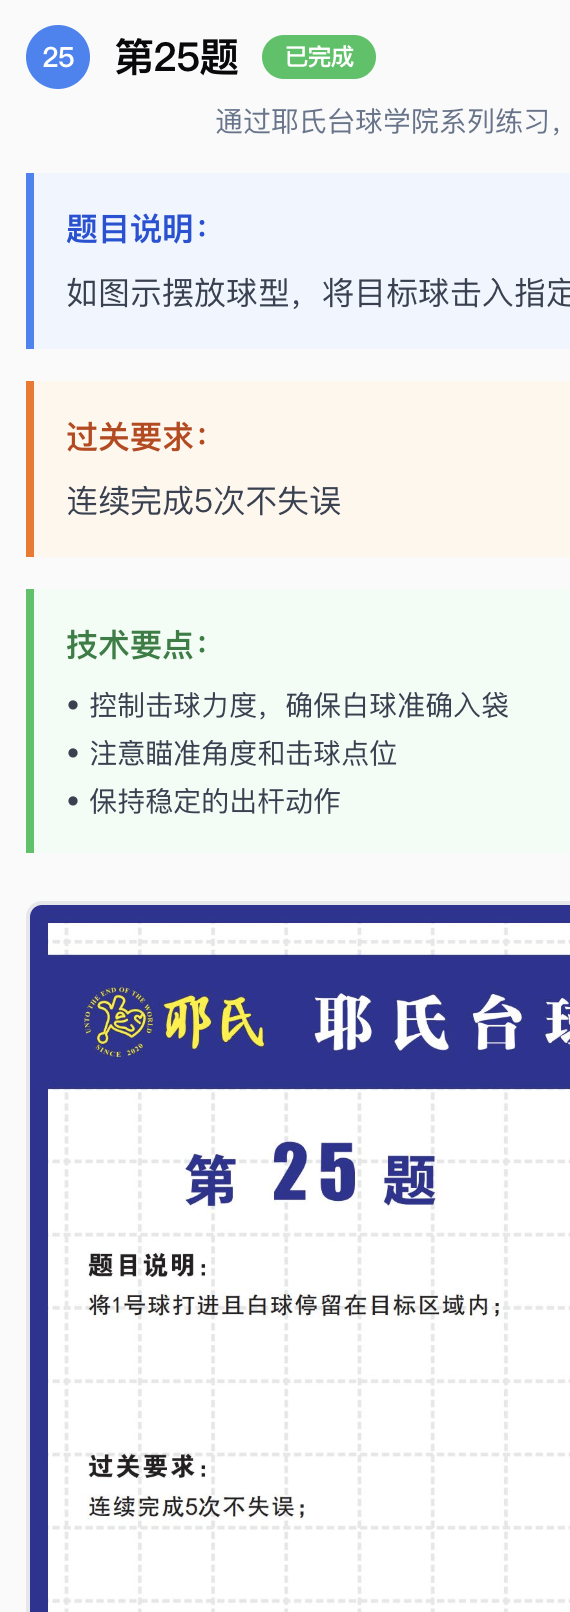 25 第25题 已完成
通过耶氏台球学院系列练习，
题目说明：
如图示摆放球型，将目标球击入指定
过关要求：
连续完成5次不失误
技术要点：
• 控制击球力度，确保白球准确入袋
• 注意瞄准角度和击球点位
• 保持稳定的出杆动作
UNTO THE END OF THE WORLD
SINCE 2020
耶氏 耶氏台球
第 25 题
题目说明：
将1号球打进且白球停留在目标区域内；
过关要求：
连续完成5次不失误；